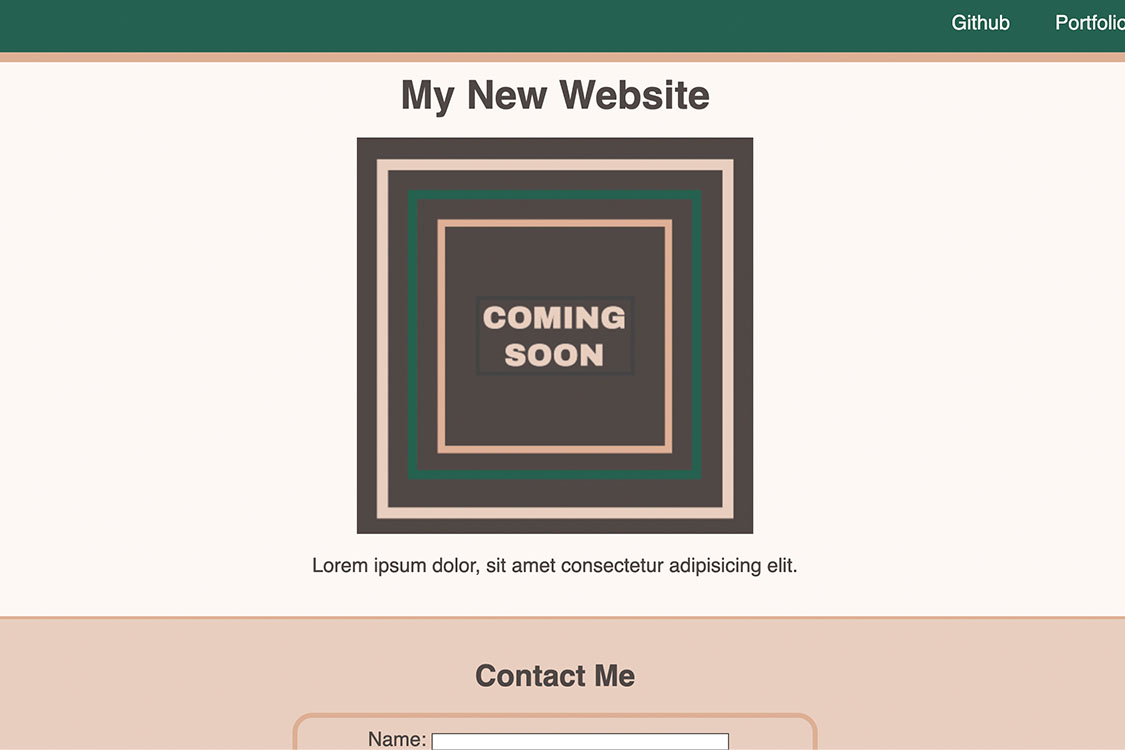 Github Portfolio
My New Website
COMING
SOON
Lorem ipsum dolor, sit amet consectetur adipisicing elit.
Contact Me
Name: